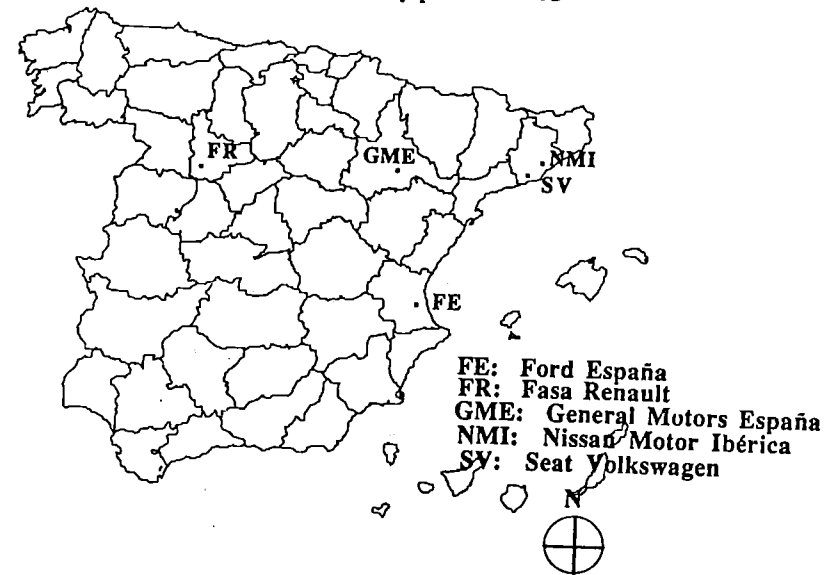 FR
GME
NMI
SV
FE
FE: Ford España
FR: Fasa Renault
GME: General Motors España
NMI: Nissan Motor Ibérica
SV: Seat Volkswagen
N